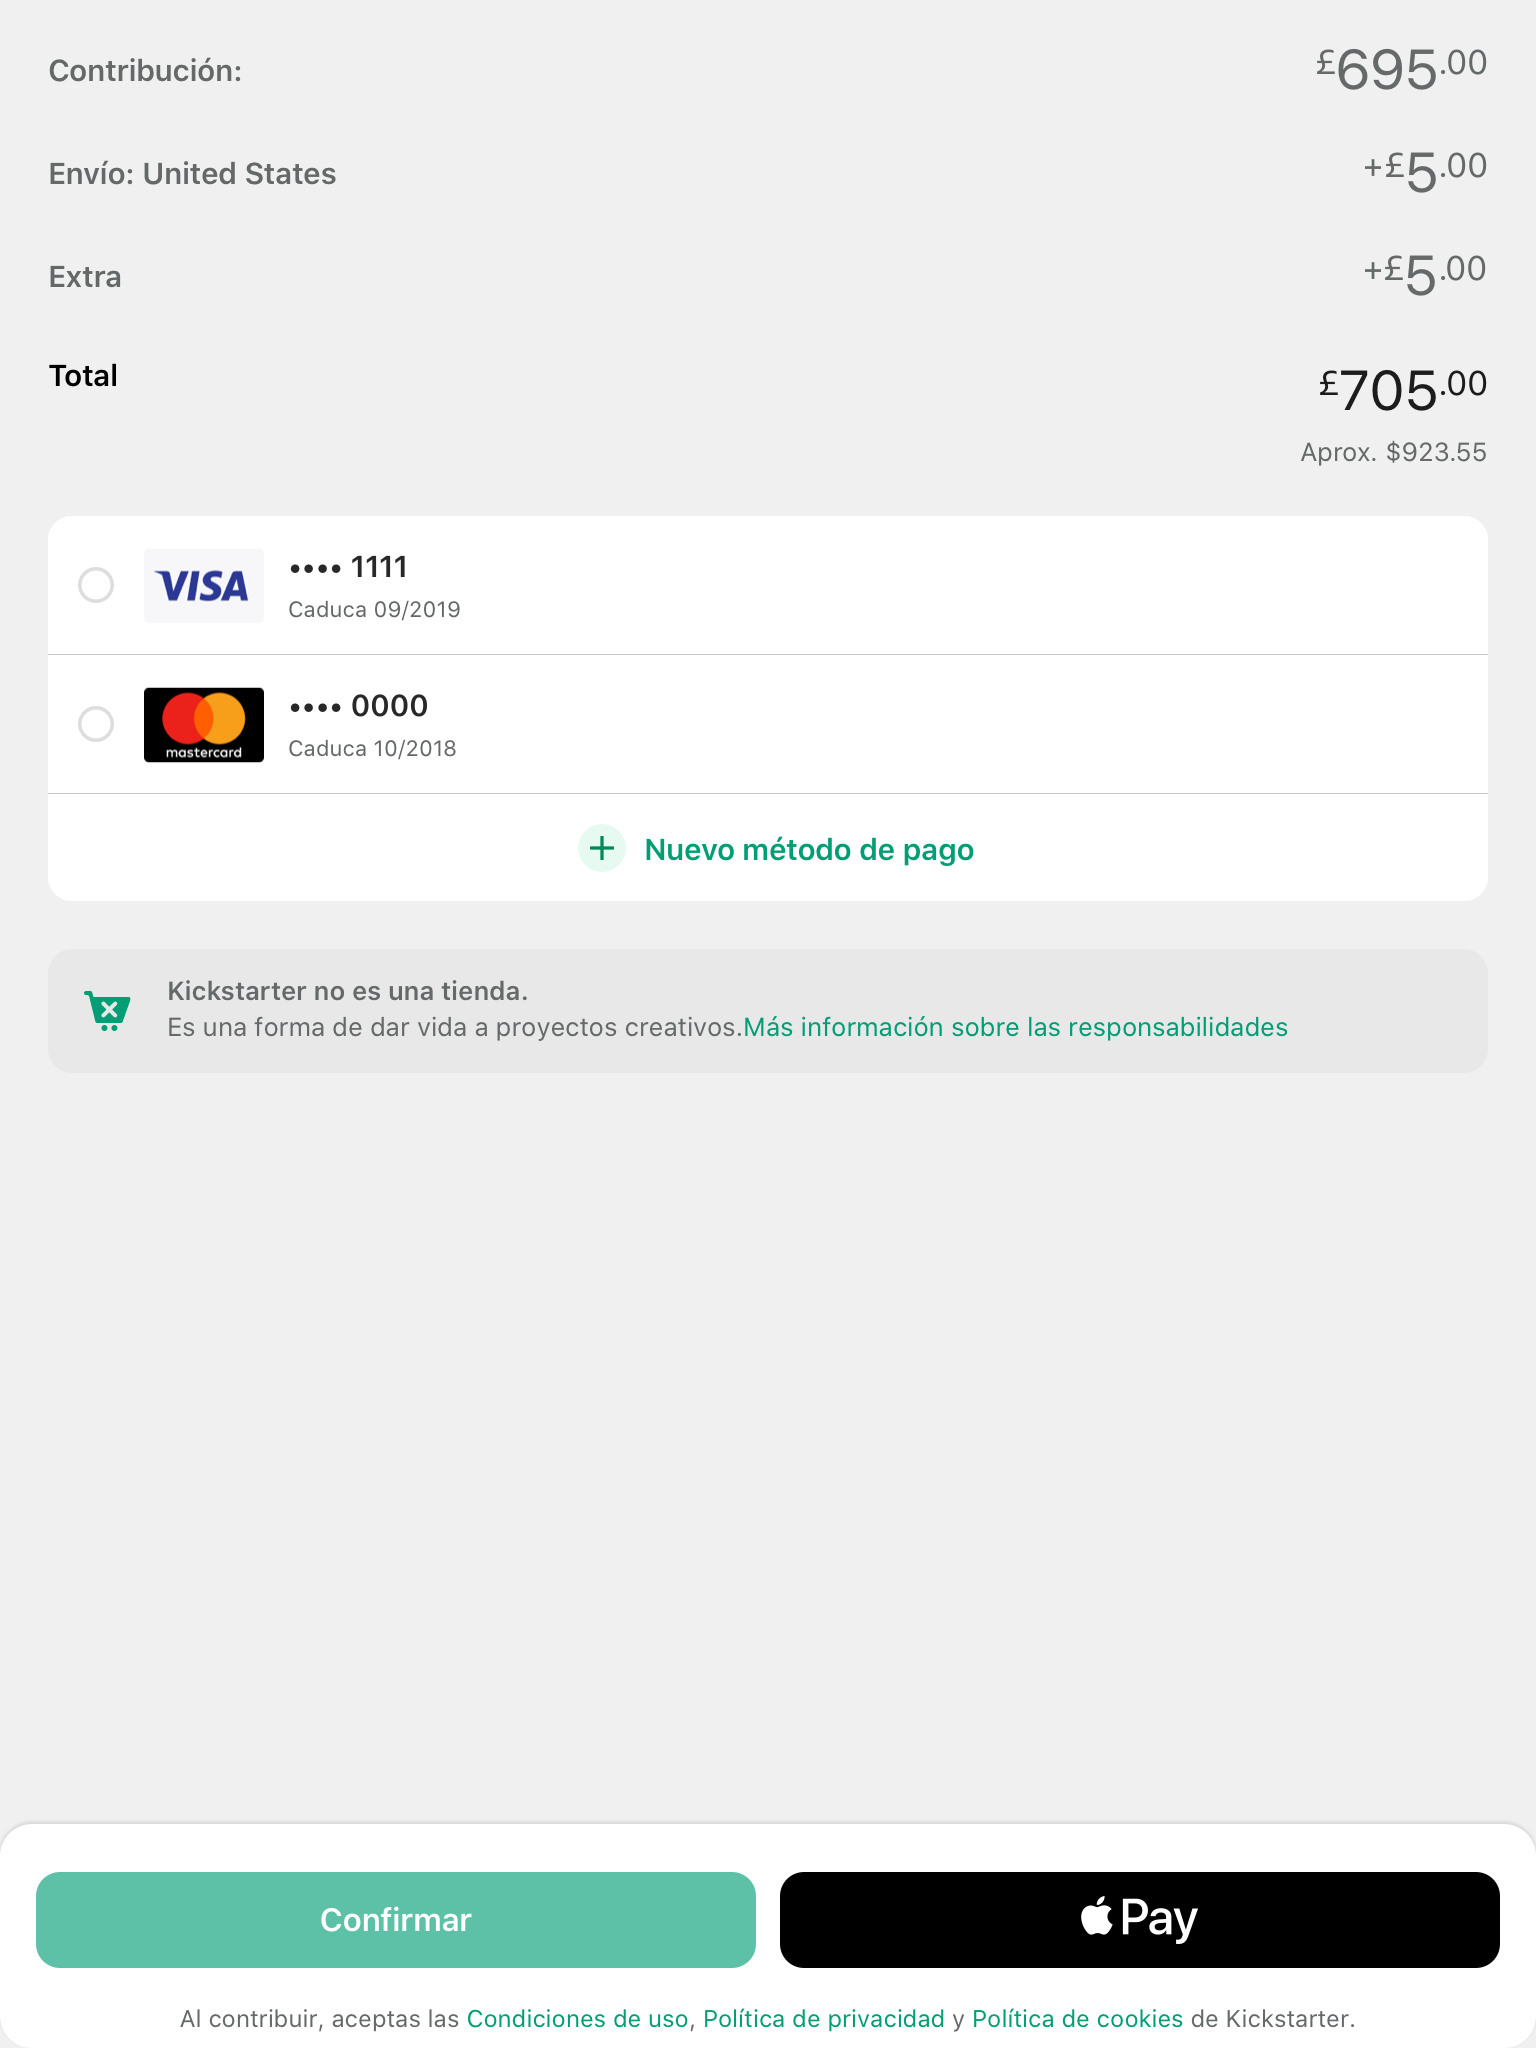 Contribución: £695.00
Envío: United States +£5.00
Extra +£5.00
Total £705.00
Aprox. $923.55
VISA •••• 1111
Caduca 09/2019
mastercard •••• 0000
Caduca 10/2018
+ Nuevo método de pago
Kickstarter no es una tienda.
Es una forma de dar vida a proyectos creativos.Más información sobre las responsabilidades
Confirmar
Pay
Al contribuir, aceptas las Condiciones de uso, Política de privacidad y Política de cookies de Kickstarter.